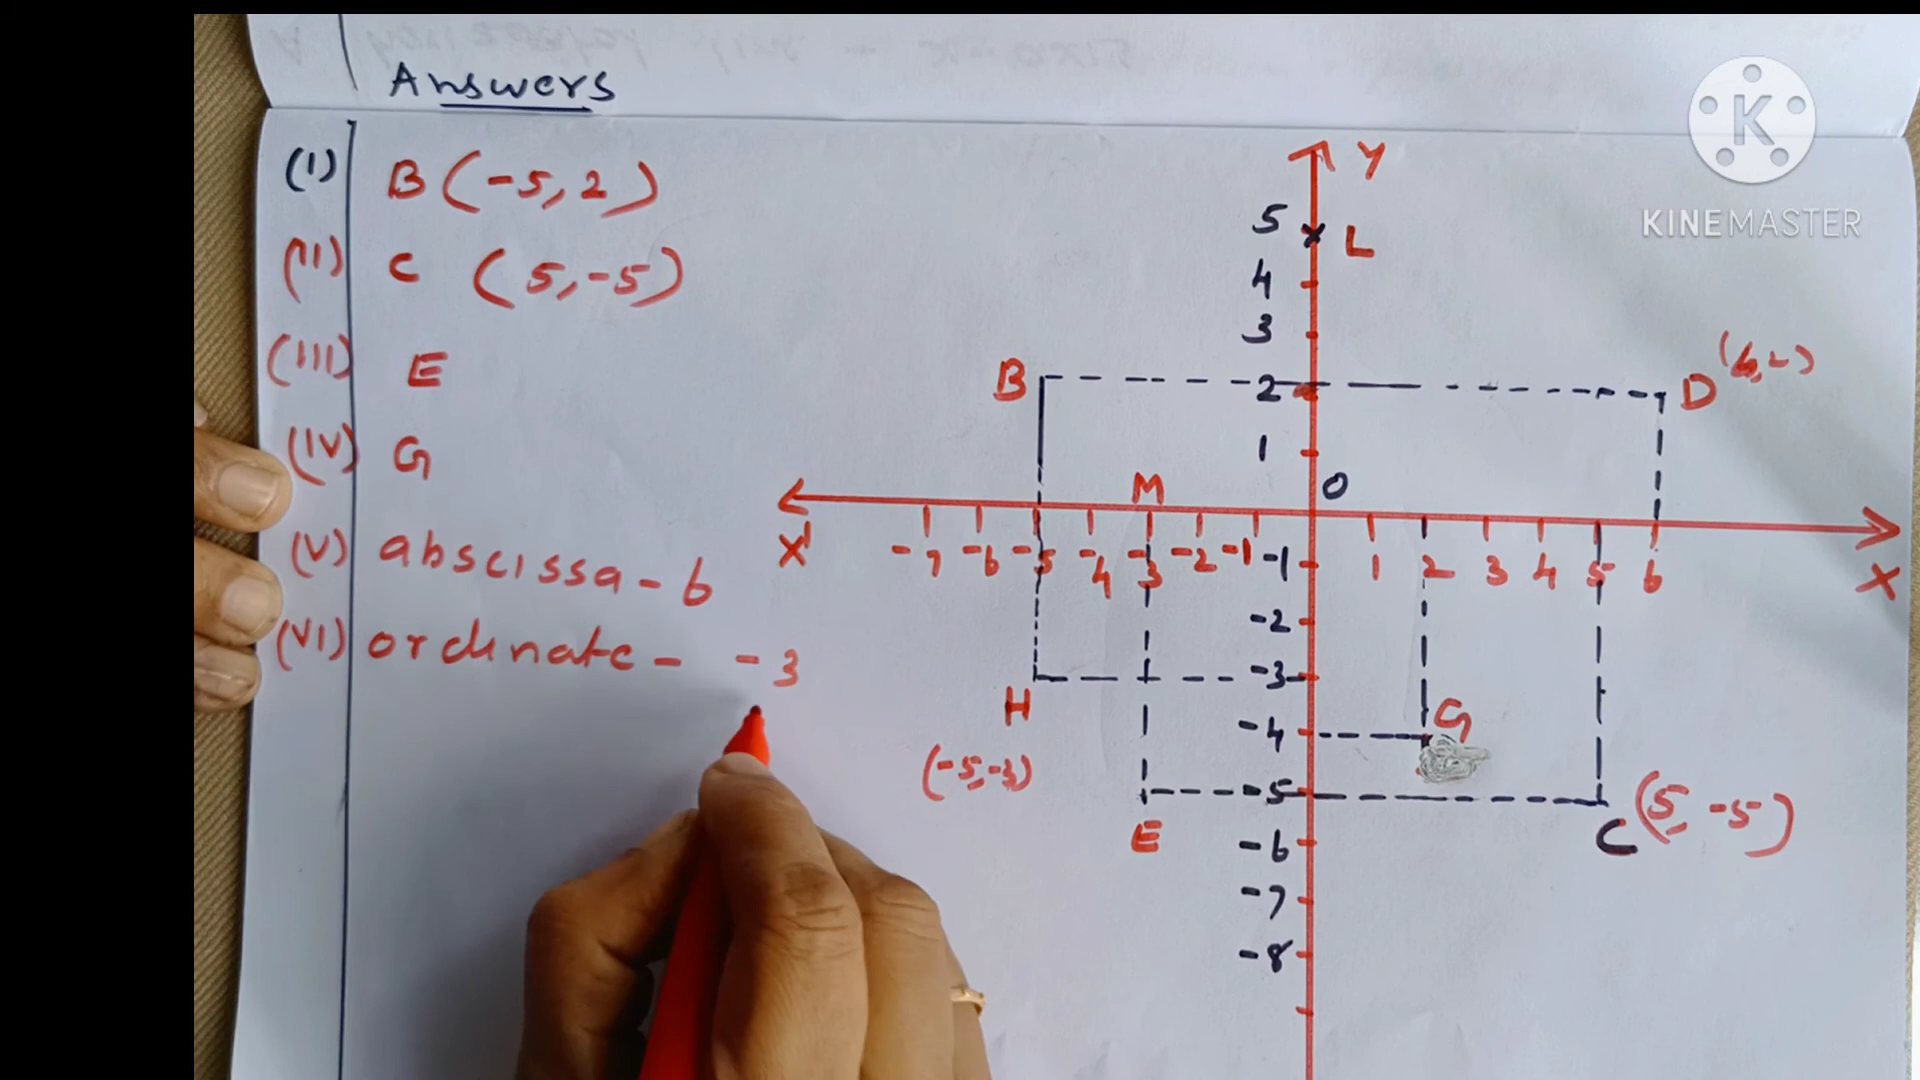 Answers
(I) B (-5, 2)
(II) C (5, -5)
(III) E
(IV) G
(V) abscissa - 6
(VI) ordinate - -3
KINEMASTER
Y
5 L
4
3
B 2 D (6, 2)
1
M O
X' -7 -6 -5 -4 -3 -2 -1 1 2 3 4 5 6 X
-1
-2
-3
H
(-5, -3)
-4 G
-5
E C (5, -5)
-6
-7
-8